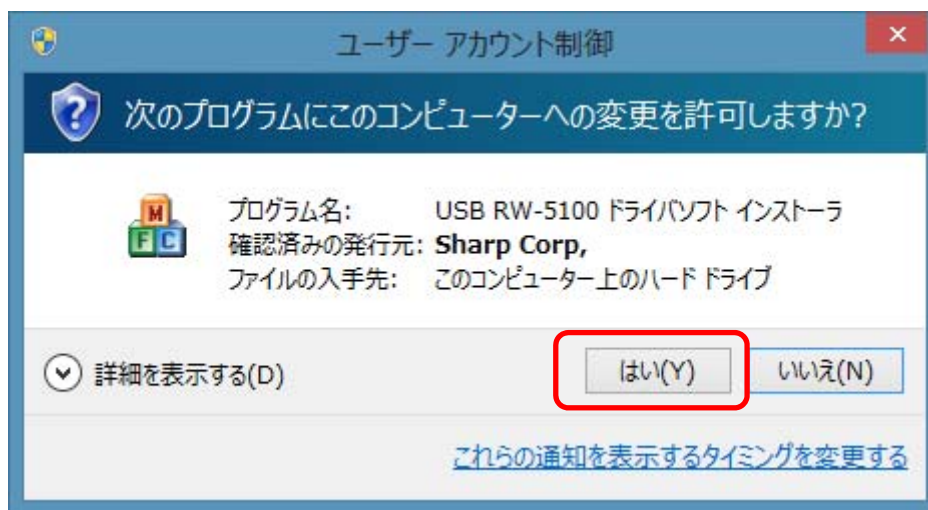 ユーザー アカウント制御
次のプログラムにこのコンピューターへの変更を許可しますか?
M
F C
プログラム名: USB RW-5100 ドライバソフト インストーラ
確認済みの発行元: Sharp Corp,
ファイルの入手先: このコンピューター上のハード ドライブ
詳細を表示する(D) はい(Y) いいえ(N)
これらの通知を表示するタイミングを変更する